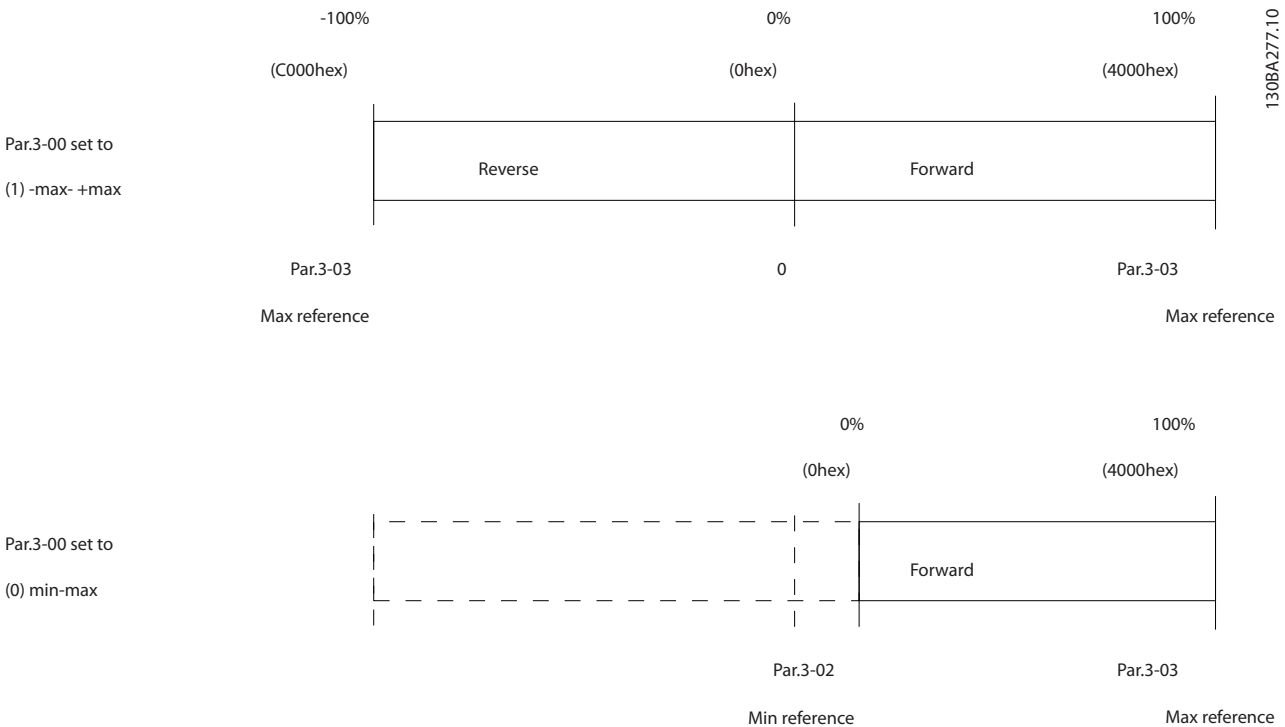 -100% 0% 100%
(C000hex) (0hex) (4000hex)
130BA277.10
Par.3-00 set to
(1) -max- +max
Reverse Forward
Par.3-03 0 Par.3-03
Max reference Max reference
0% 100%
(0hex) (4000hex)
Par.3-00 set to
(0) min-max
Forward
Par.3-02 Par.3-03
Min reference Max reference